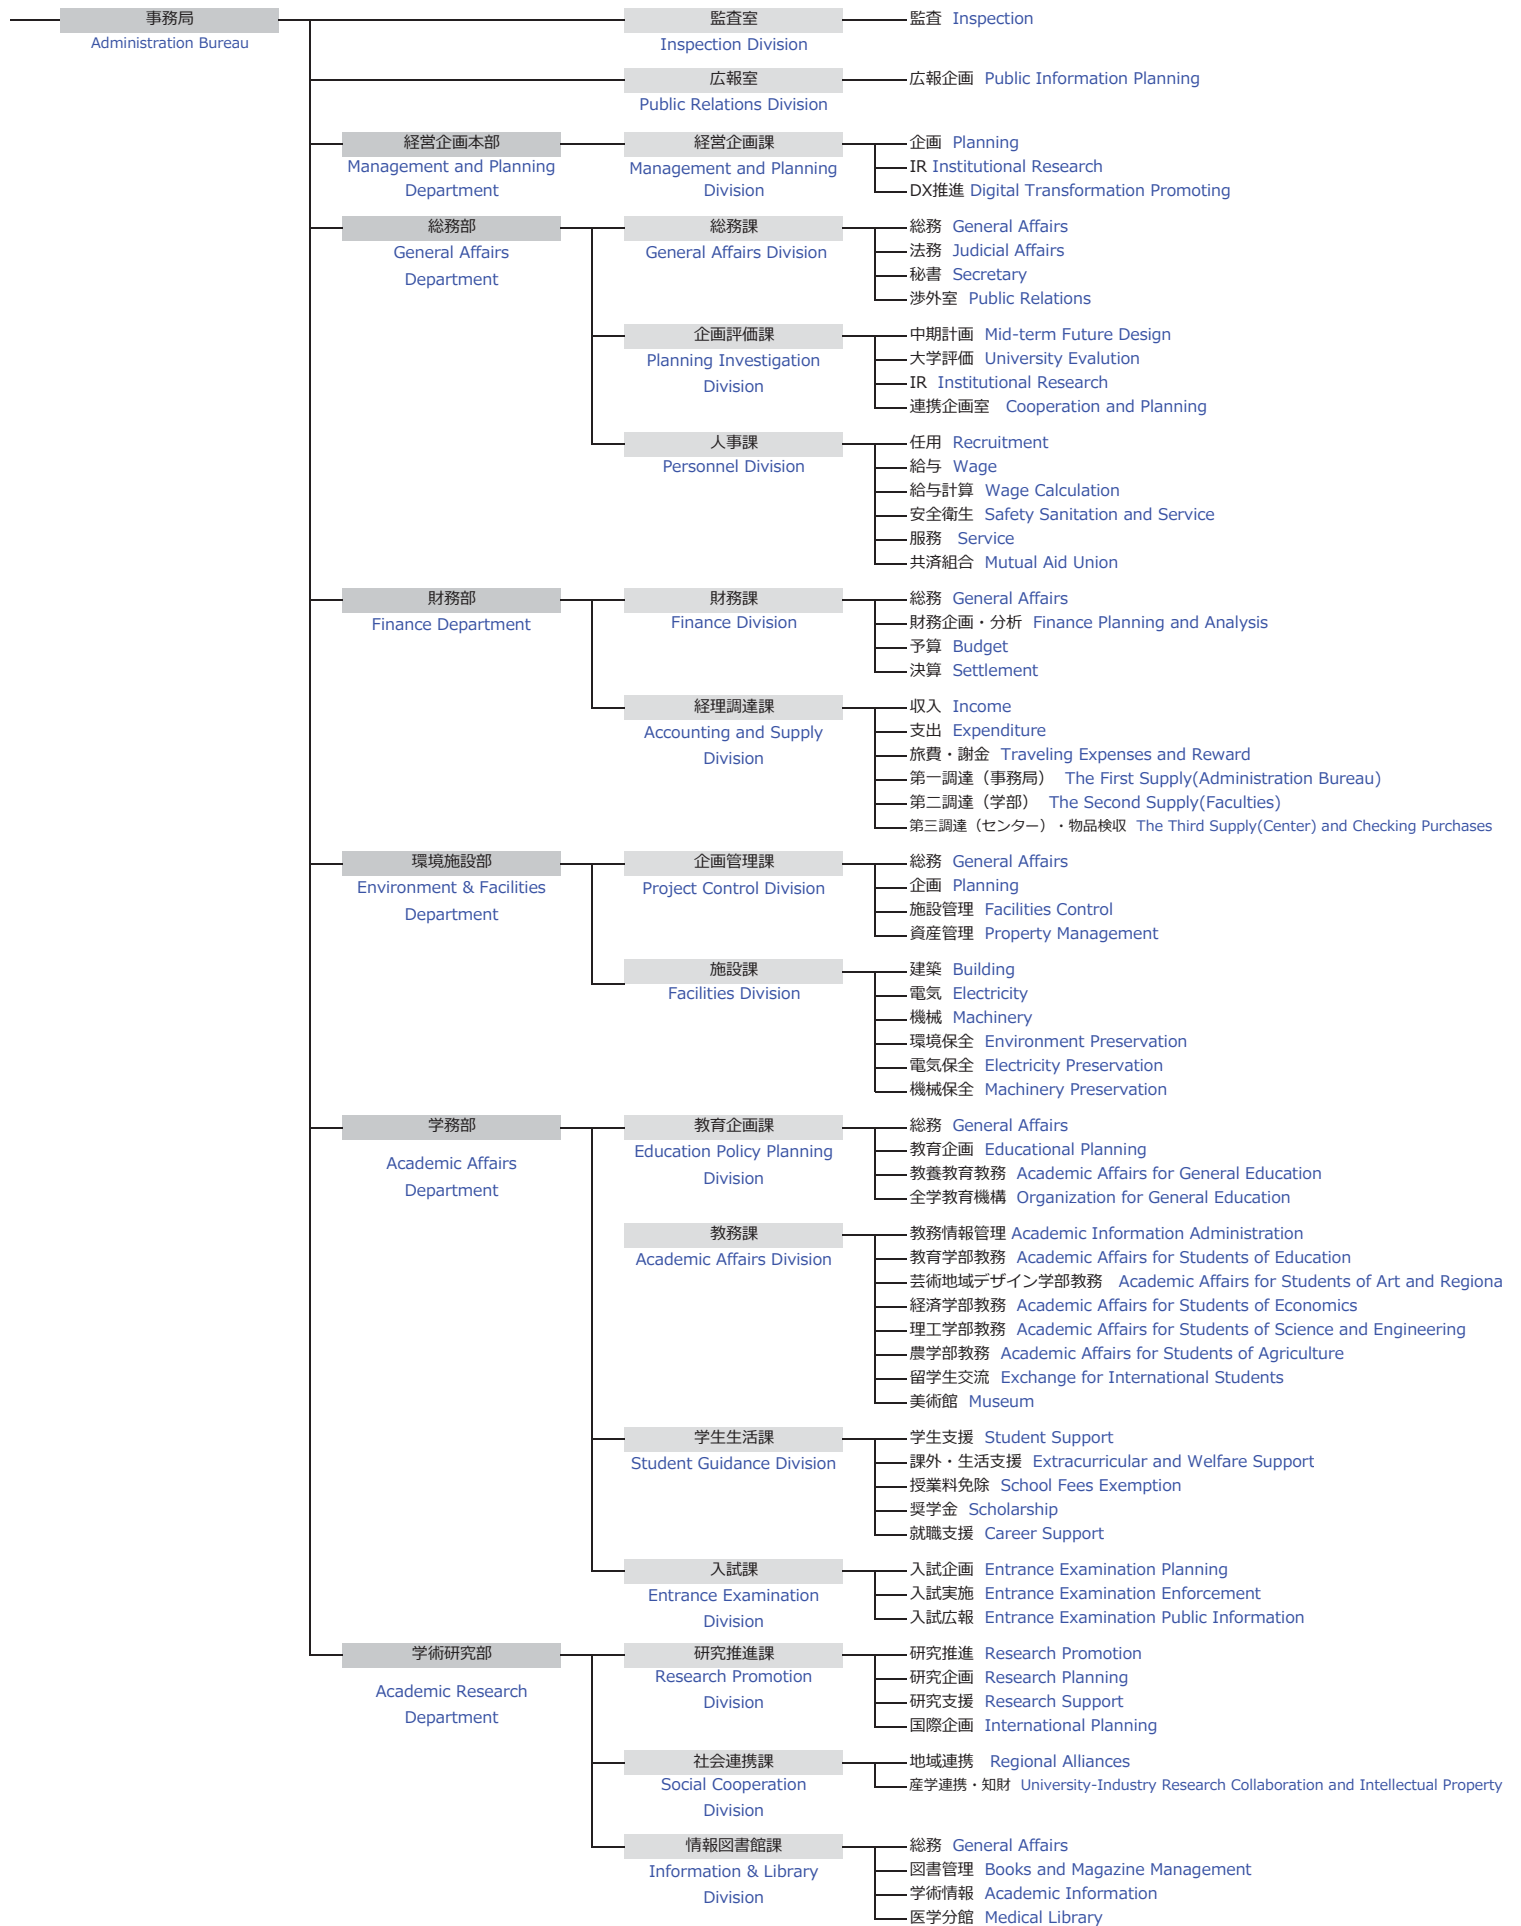 事務局
Administration Bureau
監査室
Inspection Division
監査 Inspection
広報室
Public Relations Division
広報企画 Public Information Planning
経営企画本部
Management and Planning
Department
経営企画課
Management and Planning
Division
企画 Planning
IR Institutional Research
DX推進 Digital Transformation Promoting
総務部
General Affairs
Department
総務課
General Affairs Division
総務 General Affairs
法務 Judicial Affairs
秘書 Secretary
渉外室 Public Relations
企画評価課
Planning Investigation
Division
中期計画 Mid-term Future Design
大学評価 University Evalution
IR Institutional Research
連携企画室 Cooperation and Planning
人事課
Personnel Division
任用 Recruitment
給与 Wage
給与計算 Wage Calculation
安全衛生 Safety Sanitation and Service
服務 Service
共済組合 Mutual Aid Union
財務部
Finance Department
財務課
Finance Division
総務 General Affairs
財務企画・分析 Finance Planning and Analysis
予算 Budget
決算 Settlement
経理調達課
Accounting and Supply
Division
収入 Income
支出 Expenditure
旅費・謝金 Traveling Expenses and Reward
第一調達（事務局） The First Supply(Administration Bureau)
第二調達（学部） The Second Supply(Faculties)
第三調達（センター）・物品検収 The Third Supply(Center) and Checking Purchases
環境施設部
Environment & Facilities
Department
企画管理課
Project Control Division
総務 General Affairs
企画 Planning
施設管理 Facilities Control
資産管理 Property Management
施設課
Facilities Division
建築 Building
電気 Electricity
機械 Machinery
環境保全 Environment Preservation
電気保全 Electricity Preservation
機械保全 Machinery Preservation
学務部
Academic Affairs
Department
教育企画課
Education Policy Planning
Division
総務 General Affairs
教育企画 Educational Planning
教養教育教務 Academic Affairs for General Education
全学教育機構 Organization for General Education
教務課
Academic Affairs Division
教務情報管理 Academic Information Administration
教育学部教務 Academic Affairs for Students of Education
芸術地域デザイン学部教務 Academic Affairs for Students of Art and Regiona
経済学部教務 Academic Affairs for Students of Economics
理工学部教務 Academic Affairs for Students of Science and Engineering
農学部教務 Academic Affairs for Students of Agriculture
留学生交流 Exchange for International Students
美術館 Museum
学生生活課
Student Guidance Division
学生支援 Student Support
課外・生活支援 Extracurricular and Welfare Support
授業料免除 School Fees Exemption
奨学金 Scholarship
就職支援 Career Support
入試課
Entrance Examination
Division
入試企画 Entrance Examination Planning
入試実施 Entrance Examination Enforcement
入試広報 Entrance Examination Public Information
学術研究部
Academic Research
Department
研究推進課
Research Promotion
Division
研究推進 Research Promotion
研究企画 Research Planning
研究支援 Research Support
国際企画 International Planning
社会連携課
Social Cooperation
Division
地域連携 Regional Alliances
産学連携・知財 University-Industry Research Collaboration and Intellectual Property
情報図書館課
Information & Library
Division
総務 General Affairs
図書管理 Books and Magazine Management
学術情報 Academic Information
医学分館 Medical Library